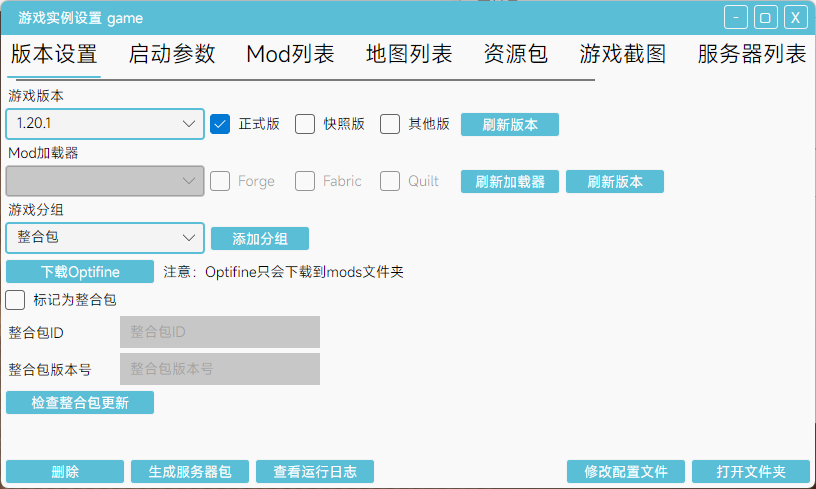 游戏实例设置 game
版本设置 启动参数 Mod列表 地图列表 资源包 游戏截图 服务器列表
游戏版本
1.20.1 正式版 快照版 其他版 刷新版本
Mod加载器
Forge Fabric Quilt 刷新加载器 刷新版本
游戏分组
整合包 添加分组
下载Optifine 注意：Optifine只会下载到mods文件夹
标记为整合包
整合包ID 整合包ID
整合包版本号 整合包版本号
检查整合包更新
删除 生成服务器包 查看运行日志 修改配置文件 打开文件夹